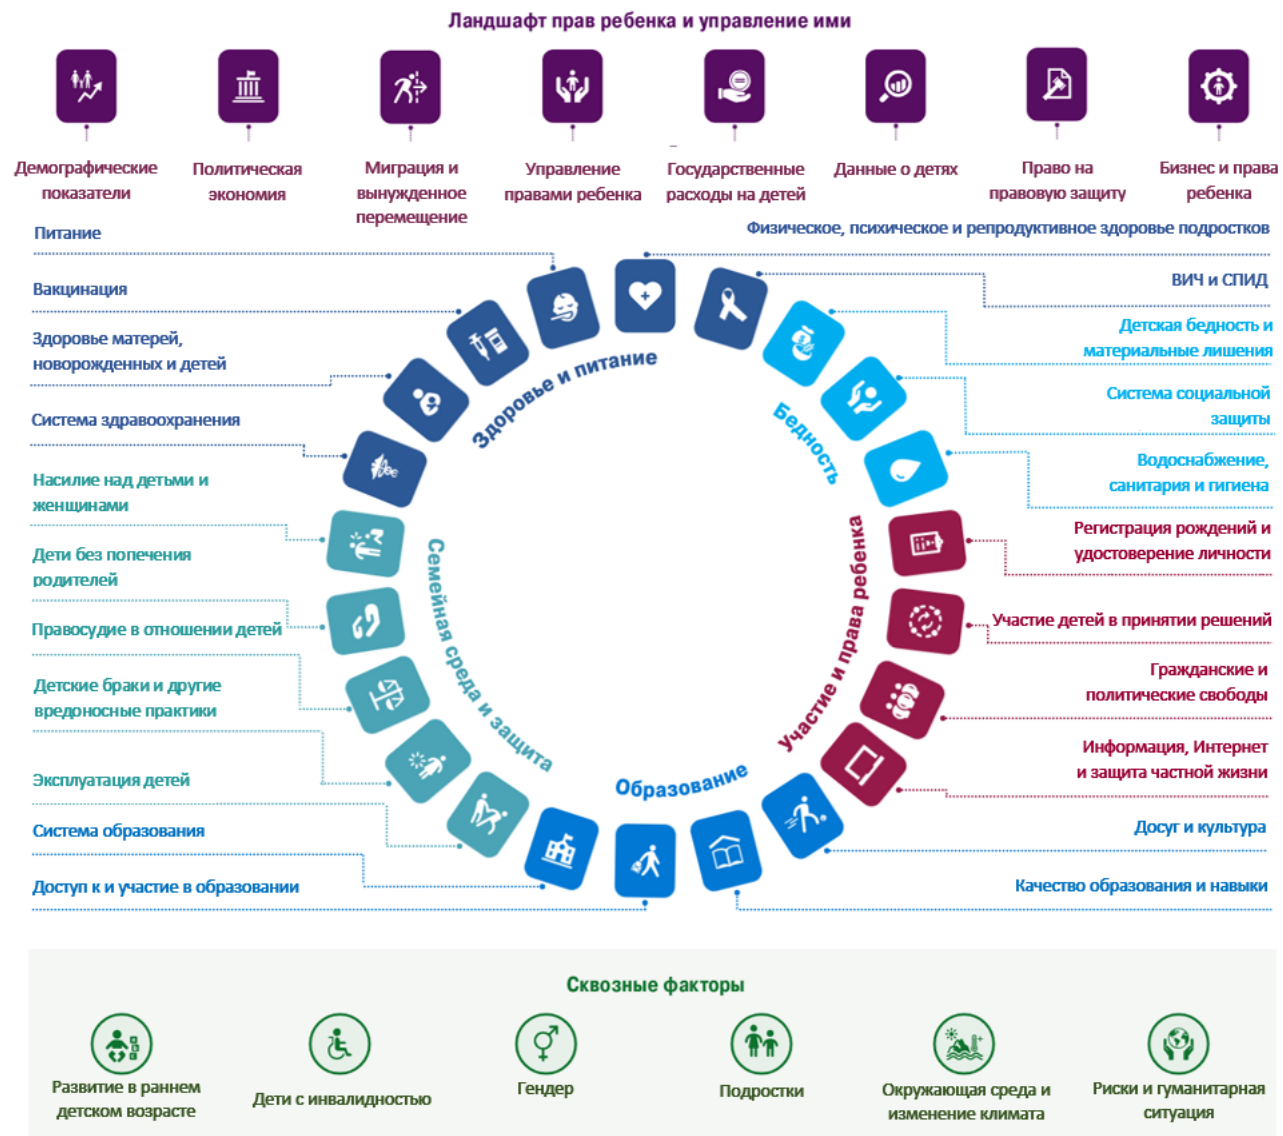 Ландшафт прав ребенка и управление ими
Демографические
показатели
Политическая
экономия
Миграция и
вынужденное
перемещение
Управление
правами ребенка
Государственные
расходы на детей
Данные о детях
Право на
правовую защиту
Бизнес и права
ребенка
Питание
Вакцинация
Здоровье матерей,
новорожденных и детей
Система здравоохранения
Насилие над детьми и
женщинами
Дети без попечения
родителей
Правосудие в отношении детей
Детские браки и другие
вредоносные практики
Эксплуатация детей
Система образования
Доступ к и участие в образовании
Физическое, психическое и репродуктивное здоровье подростков
ВИЧ и СПИД
Детская бедность и
материальные лишения
Система социальной
защиты
Водоснабжение,
санитария и гигиена
Регистрация рождений и
удостоверение личности
Участие детей в принятии решений
Гражданские и
политические свободы
Информация, Интернет
и защита частной жизни
Досуг и культура
Качество образования и навыки
Здоровье и питание
Бедность
Семейная среда и защита
Участие и права ребенка
Образование
Сквозные факторы
Развитие в раннем
детском возрасте
Дети с инвалидностью
Гендер
Подростки
Окружающая среда и
изменение климата
Риски и гуманитарная
ситуация